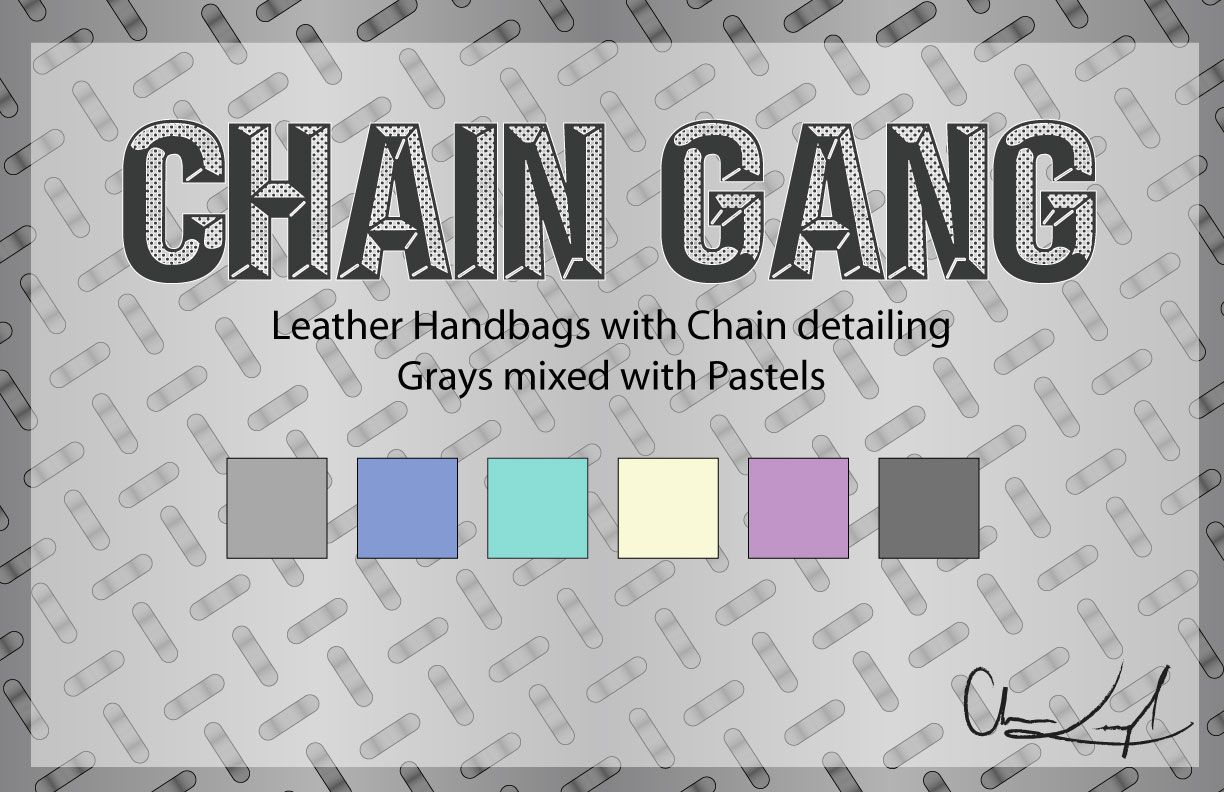 CHAIN GANG
Leather Handbags with Chain detailing
Grays mixed with Pastels